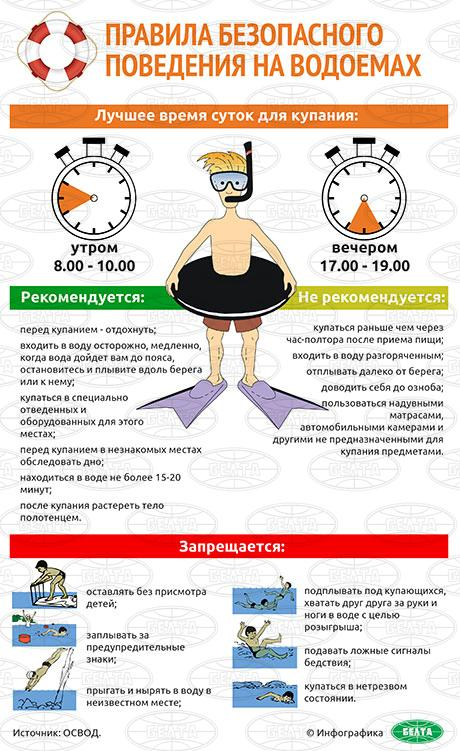 ПРАВИЛА БЕЗОПАСНОГО
ПОВЕДЕНИЯ НА ВОДОЕМАХ
Лучшее время суток для купания:
утром
8.00 - 10.00
вечером
17.00 - 19.00
Рекомендуется:
перед купанием - отдохнуть;
входить в воду осторожно, медленно,
когда вода дойдет вам до пояса,
остановитесь и плывите вдоль берега
или к нему;
купаться в специально
отведенных и
оборудованных для этого
местах;
перед купанием в незнакомых местах
обследовать дно;
находиться в воде не более 15-20
минут;
после купания растереть тело
полотенцем.
Не рекомендуется:
купаться раньше чем через
час-полтора после приема пищи;
входить в воду разгоряченным;
отплывать далеко от берега;
доводить себя до озноба;
пользоваться надувными
матрасами,
автомобильными камерами и
другими не предназначенными для
купания предметами.
Запрещается:
оставлять без присмотра
детей;
заплывать за
предупредительные
знаки;
прыгать и нырять в воду в
неизвестном месте;
подплывать под купающихся,
хватать друг друга за руки и
ноги в воде с целью
розыгрыша;
подавать ложные сигналы
бедствия;
купаться в нетрезвом
состоянии.
Источник: ОСВОД.
© Инфографика
БЕЛТА